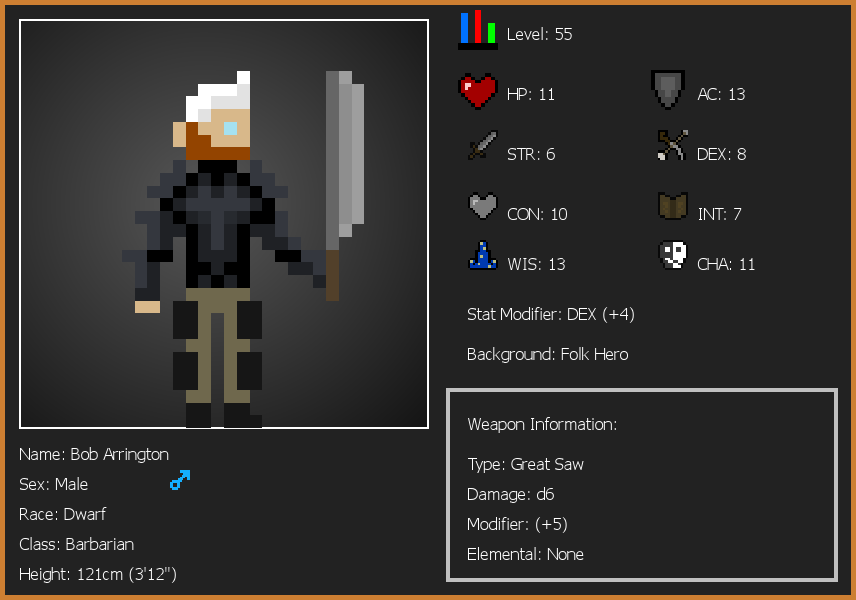 Level: 55
HP: 11
AC: 13
STR: 6
DEX: 8
CON: 10
INT: 7
WIS: 13
CHA: 11
Stat Modifier: DEX (+4)
Background: Folk Hero
Weapon Information:
Type: Great Saw
Damage: d6
Modifier: (+5)
Elemental: None
Name: Bob Arrington
Sex: Male
Race: Dwarf
Class: Barbarian
Height: 121cm (3'12")